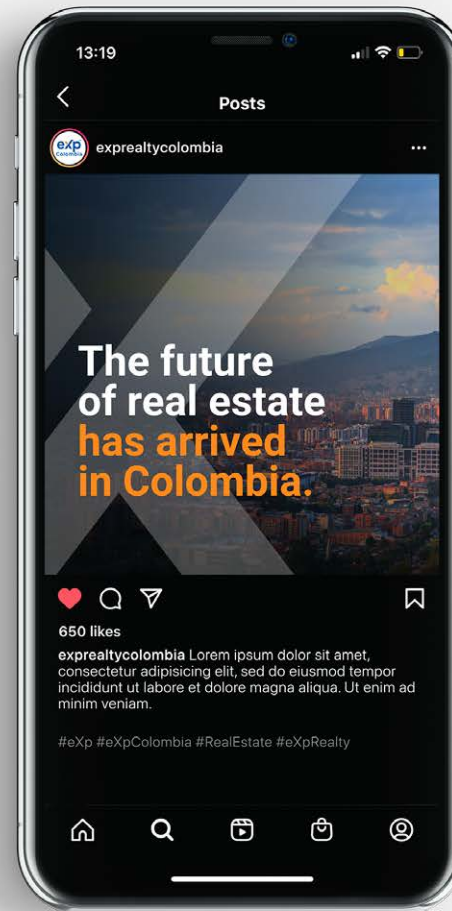 13:19
Posts
eXp
Colombia
exprealtycolombia
The future
of real estate
has arrived
in Colombia.
650 likes
exprealtycolombia Lorem ipsum dolor sit amet,
consectetur adipisicing elit, sed do eiusmod tempor
incididunt ut labore et dolore magna aliqua. Ut enim ad
minim veniam.
#eXp #eXpColombia #RealEstate #eXpRealty